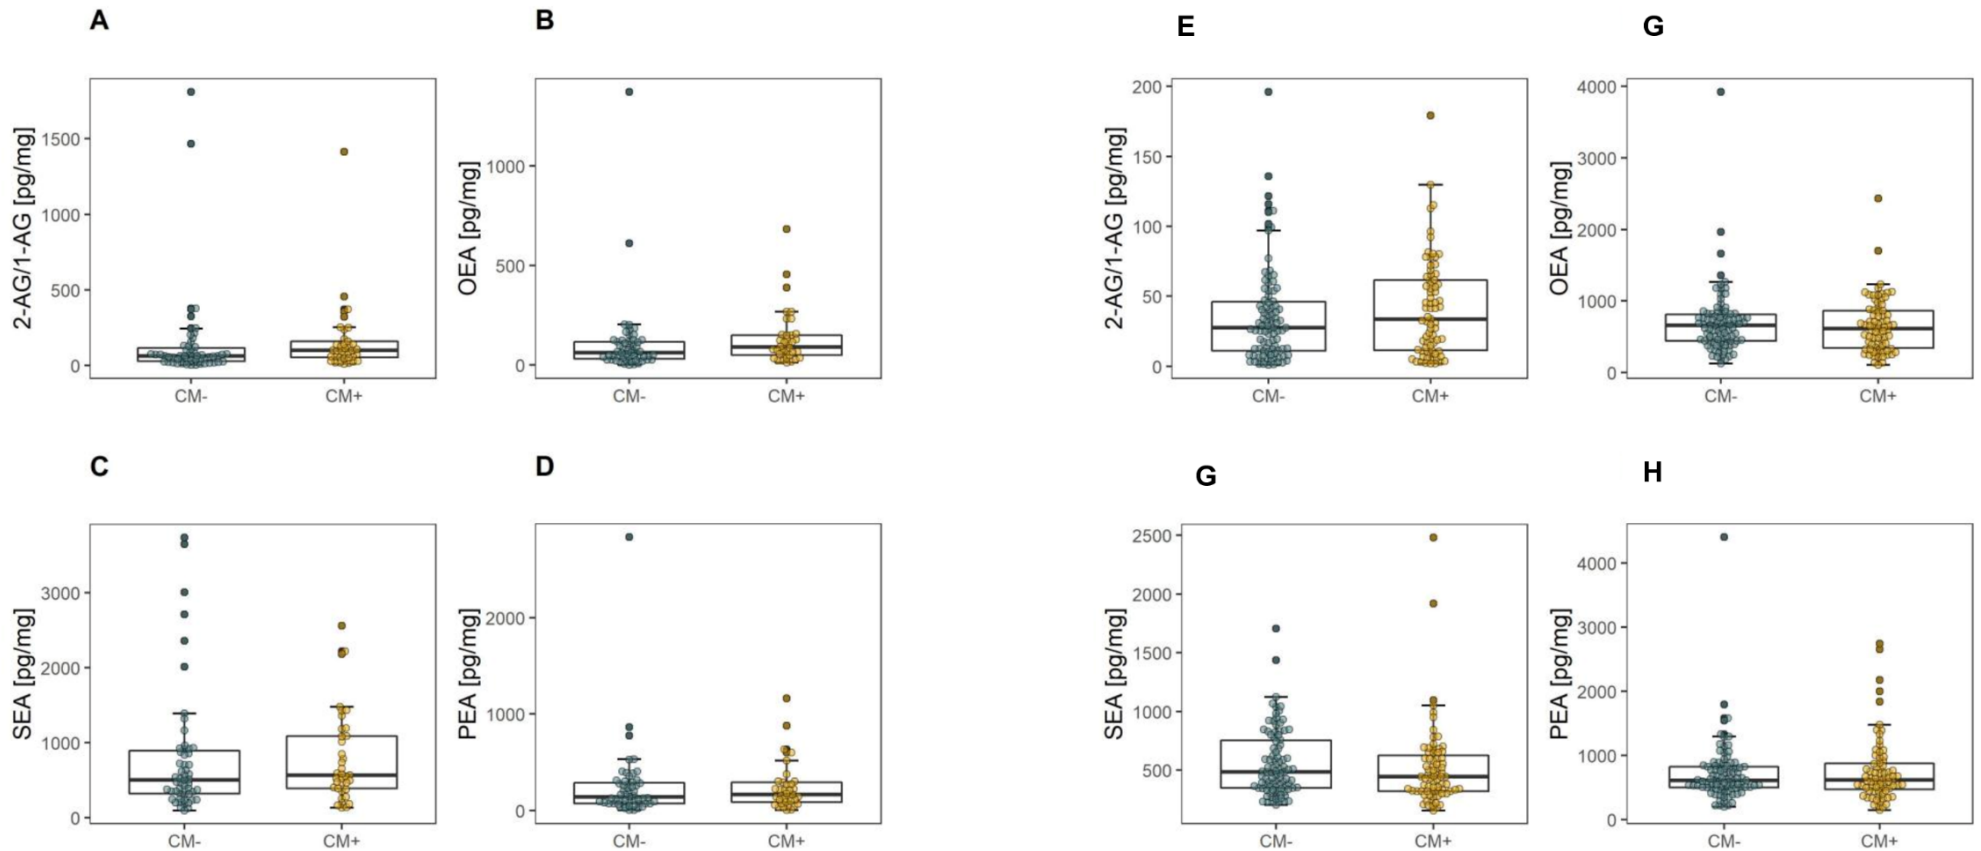 A
2-AG/1-AG [pg/mg]
1500
1000
500
0
CM-
CM+
B
OEA [pg/mg]
1000
500
0
CM-
CM+
E
2-AG/1-AG [pg/mg]
200
150
100
50
0
CM-
CM+
G
OEA [pg/mg]
4000
3000
2000
1000
0
CM-
CM+
C
SEA [pg/mg]
3000
2000
1000
0
CM-
CM+
D
PEA [pg/mg]
2000
1000
0
CM-
CM+
G
SEA [pg/mg]
2500
2000
1500
1000
500
CM-
CM+
H
PEA [pg/mg]
4000
3000
2000
1000
0
CM-
CM+